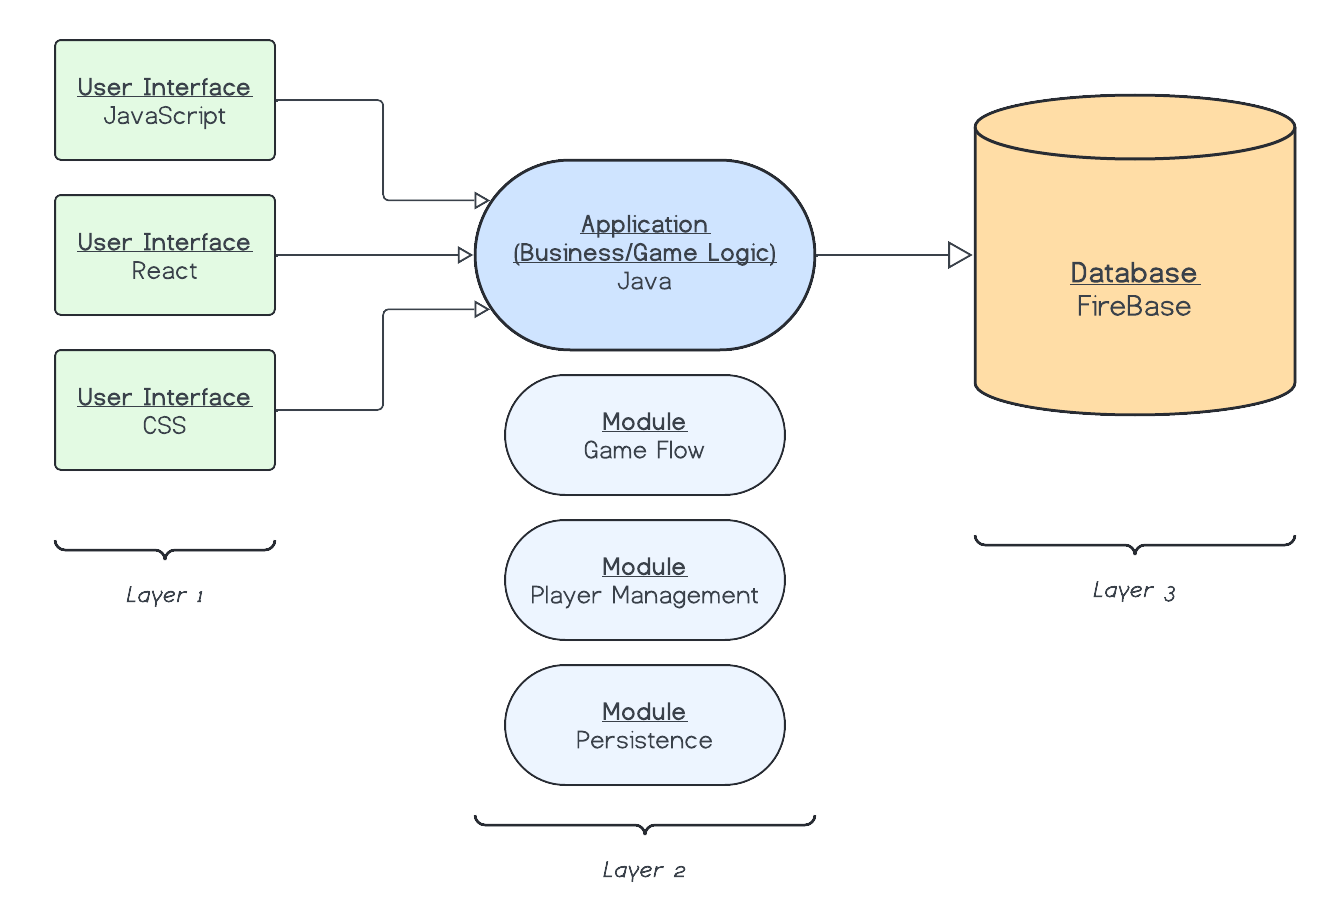 User Interface
JavaScript
User Interface
React
User Interface
CSS
Layer 1
Application
(Business/Game Logic)
Java
Module
Game Flow
Module
Player Management
Module
Persistence
Layer 2
Database
FireBase
Layer 3